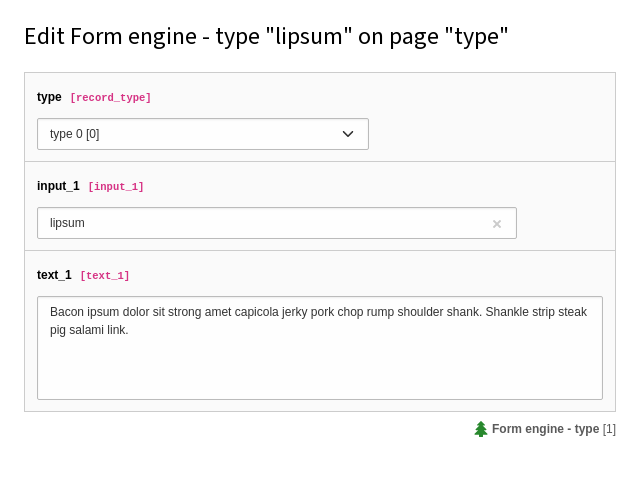 Edit Form engine - type "lipsum" on page "type"
type [record_type]
type 0 [0]
input_1 [input_1]
lipsum
text_1 [text_1]
Bacon ipsum dolor sit strong amet capicola jerky pork chop rump shoulder shank. Shankle strip steak
pig salami link.
Form engine - type [1]